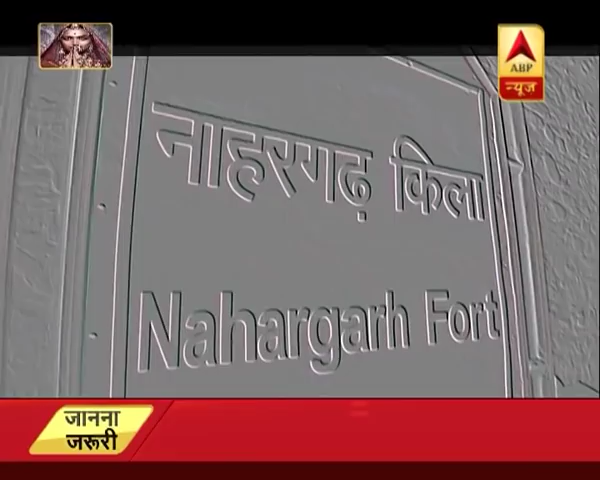 ABP
न्यूज़
नाहरगढ़ किला
Nahargarh Fort
जानना
जरूरी